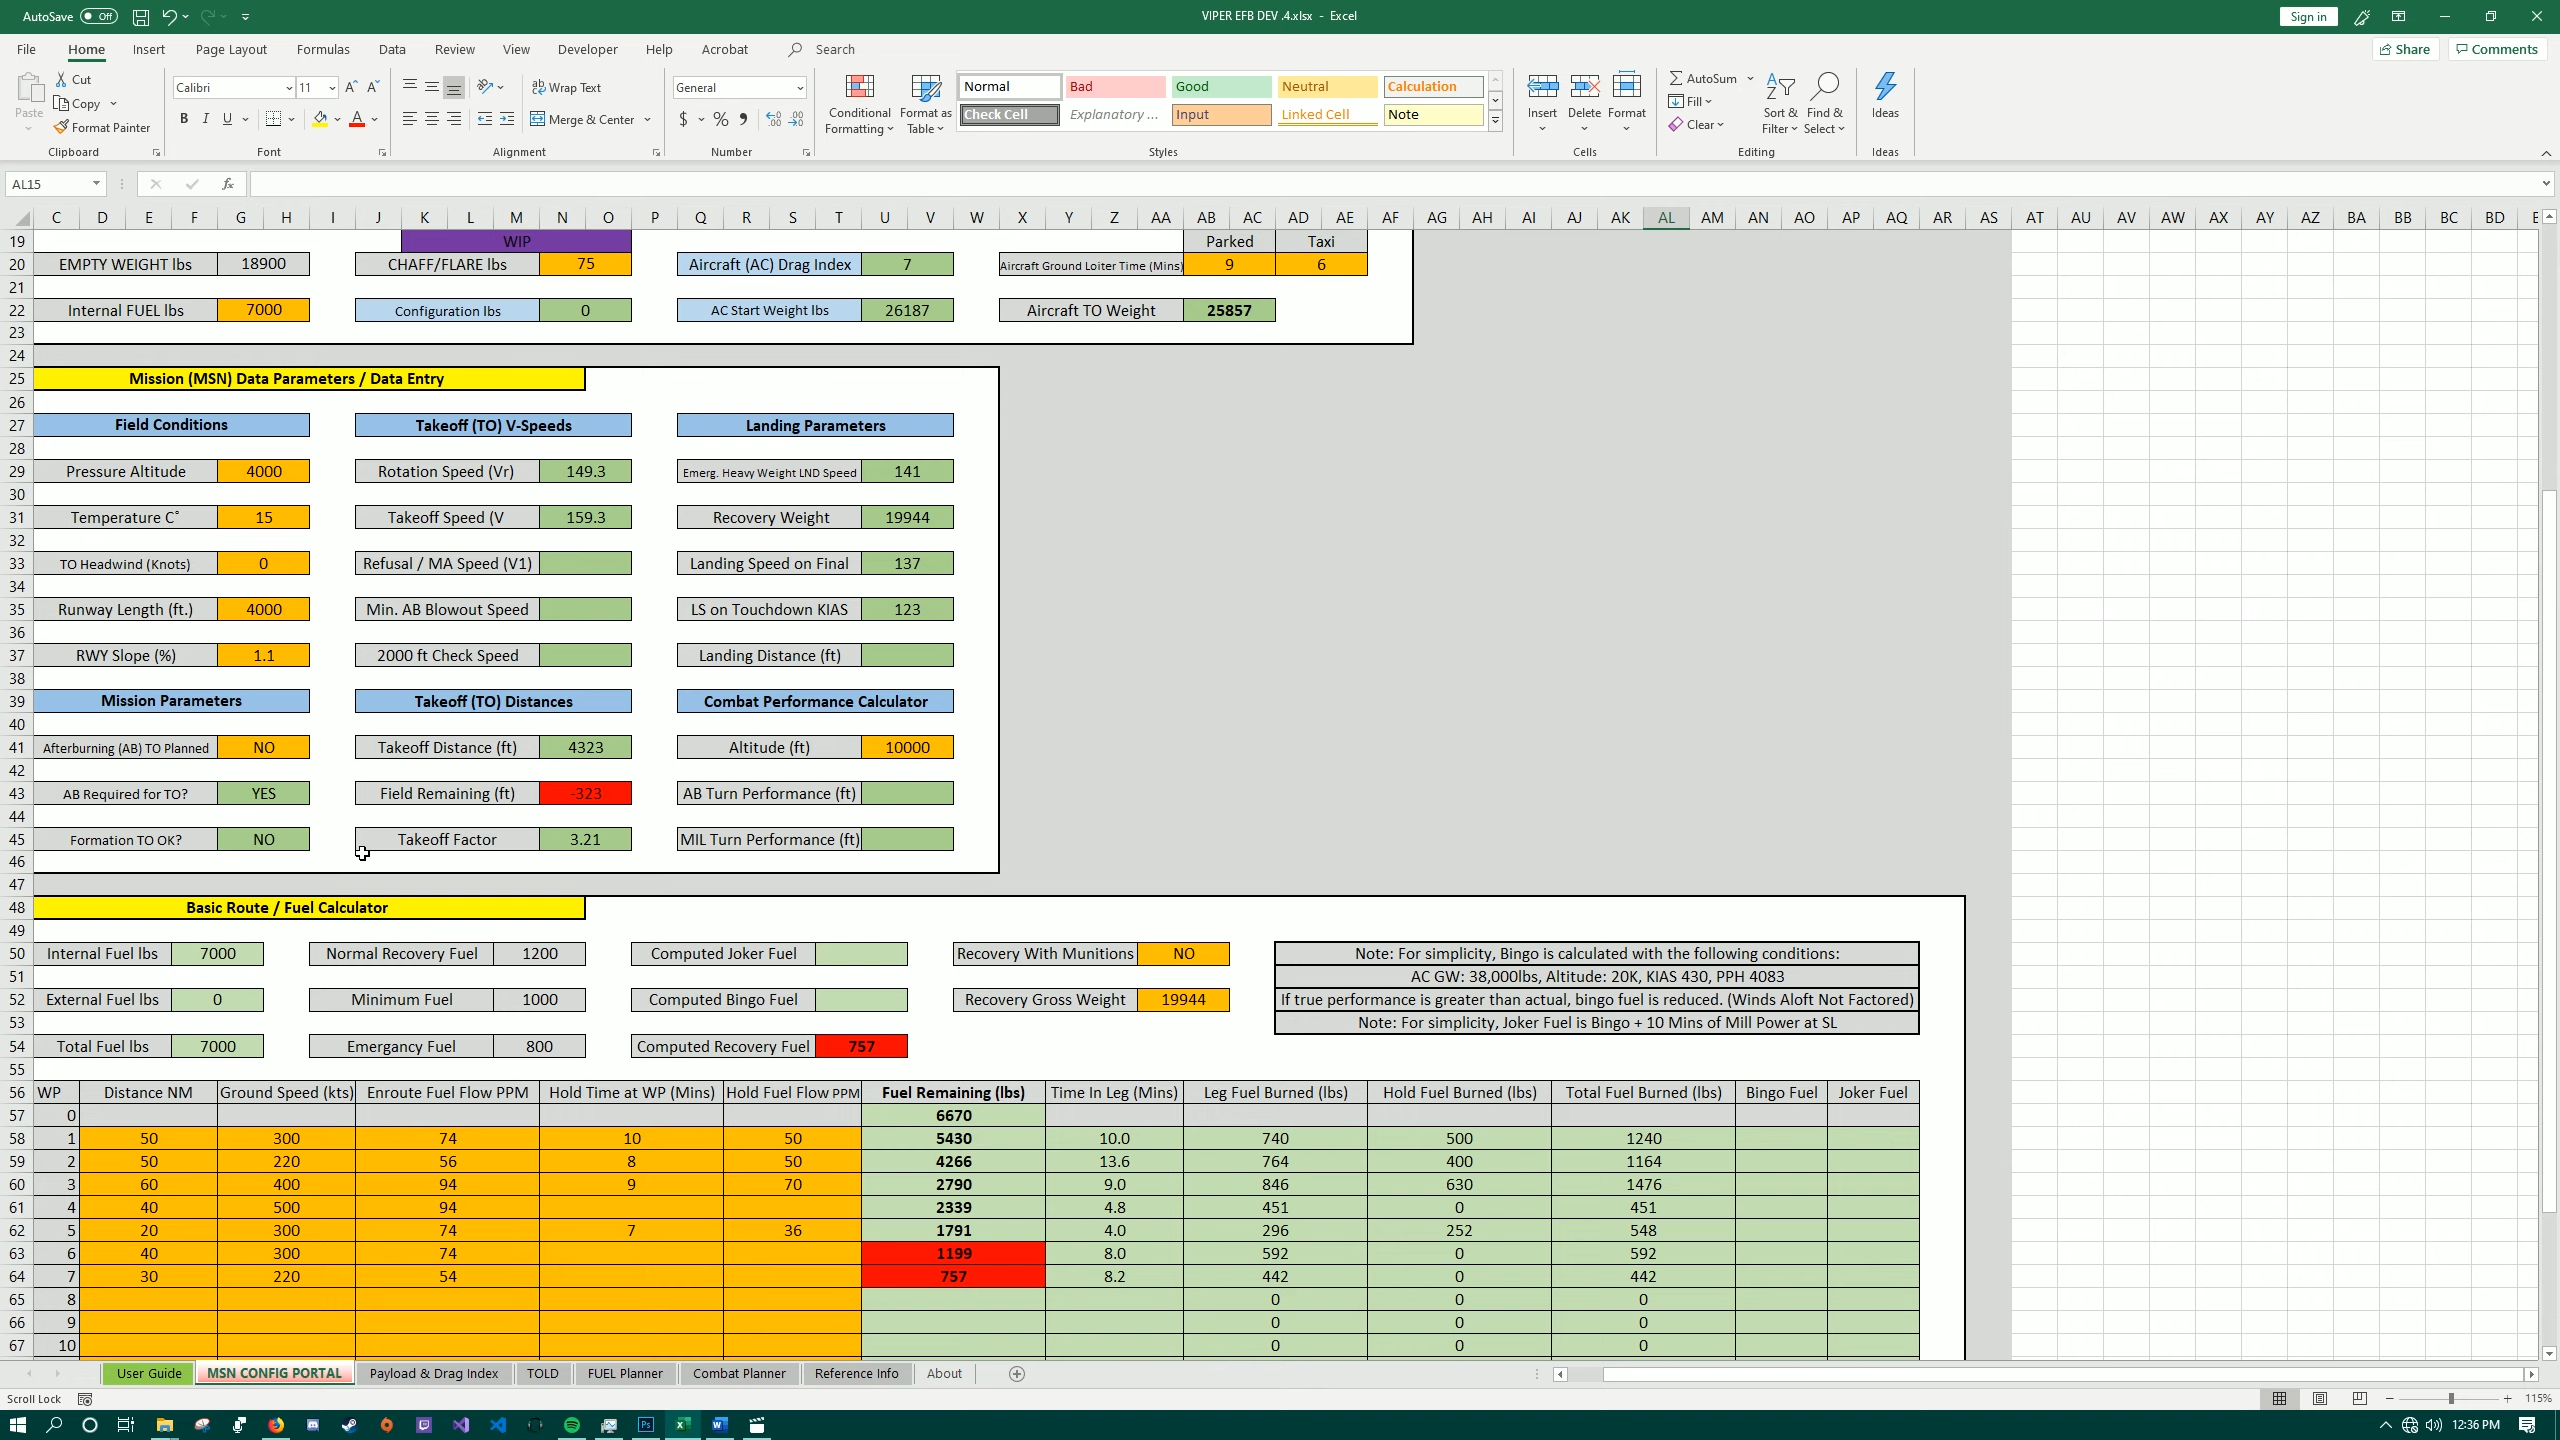 AutoSave Off VIPER EFB DEV .4.xlsx - Excel Sign in
File Home Insert Page Layout Formulas Data Review View Developer Help Acrobat Search Share Comments
Paste Cut Copy Format Painter Clipboard
Calibri 11 B I U A Font
Wrap Text Merge & Center Alignment
General $ % Number
Conditional Formatting Format as Table
Normal Bad Good Neutral Calculation
Check Cell Explanatory ... Input Linked Cell Note
Styles
Insert Delete Format Cells
AutoSum Fill Clear Sort & Filter Find & Select Editing
Ideas Ideas
AL15 fx
C D E F G H I J K L M N O P Q R S T U V W X Y Z AA AB AC AD AE AF AG AH AI AJ AK AL AM AN AO AP AQ AR AS AT AU AV AW AX AY AZ BA BB BC BD
19 WIP Parked Taxi
20 EMPTY WEIGHT lbs 18900 CHAFF/FLARE lbs 75 Aircraft (AC) Drag Index 7 Aircraft Ground Loiter Time (Mins) 9 6
21
22 Internal FUEL lbs 7000 Configuration lbs 0 AC Start Weight lbs 26187 Aircraft TO Weight 25857
23
24
25 Mission (MSN) Data Parameters / Data Entry
26
27 Field Conditions Takeoff (TO) V-Speeds Landing Parameters
28
29 Pressure Altitude 4000 Rotation Speed (Vr) 149.3 Emerg. Heavy Weight LND Speed 141
30
31 Temperature C° 15 Takeoff Speed (V 159.3 Recovery Weight 19944
32
33 TO Headwind (Knots) 0 Refusal / MA Speed (V1) Landing Speed on Final 137
34
35 Runway Length (ft.) 4000 Min. AB Blowout Speed LS on Touchdown KIAS 123
36
37 RWY Slope (%) 1.1 2000 ft Check Speed Landing Distance (ft)
38
39 Mission Parameters Takeoff (TO) Distances Combat Performance Calculator
40
41 Afterburning (AB) TO Planned NO Takeoff Distance (ft) 4323 Altitude (ft) 10000
42
43 AB Required for TO? YES Field Remaining (ft) -323 AB Turn Performance (ft)
44
45 Formation TO OK? NO Takeoff Factor 3.21 MIL Turn Performance (ft)
46
47
48 Basic Route / Fuel Calculator
49
50 Internal Fuel lbs 7000 Normal Recovery Fuel 1200 Computed Joker Fuel Recovery With Munitions NO Note: For simplicity, Bingo is calculated with the following conditions:
51 AC GW: 38,000lbs, Altitude: 20K, KIAS 430, PPH 4083
52 External Fuel lbs 0 Minimum Fuel 1000 Computed Bingo Fuel Recovery Gross Weight 19944 If true performance is greater than actual, bingo fuel is reduced. (Winds Aloft Not Factored)
53 Note: For simplicity, Joker Fuel is Bingo + 10 Mins of Mill Power at SL
54 Total Fuel lbs 7000 Emergancy Fuel 800 Computed Recovery Fuel 757
55
56 WP Distance NM Ground Speed (kts) Enroute Fuel Flow PPM Hold Time at WP (Mins) Hold Fuel Flow PPM Fuel Remaining (lbs) Time In Leg (Mins) Leg Fuel Burned (lbs) Hold Fuel Burned (lbs) Total Fuel Burned (lbs) Bingo Fuel Joker Fuel
57 0 6670
58 1 50 300 74 10 50 5430 10.0 740 500 1240
59 2 50 220 56 8 50 4266 13.6 764 400 1164
60 3 60 400 94 9 70 2790 9.0 846 630 1476
61 4 40 500 94 2339 4.8 451 0 451
62 5 20 300 74 7 36 1791 4.0 296 252 548
63 6 40 300 74 1199 8.0 592 0 592
64 7 30 220 54 757 8.2 442 0 442
65 8 0 0 0
66 9 0 0 0
67 10 0 0 0
User Guide MSN CONFIG PORTAL Payload & Drag Index TOLD FUEL Planner Combat Planner Reference Info About
Scroll Lock 115%
12:36 PM